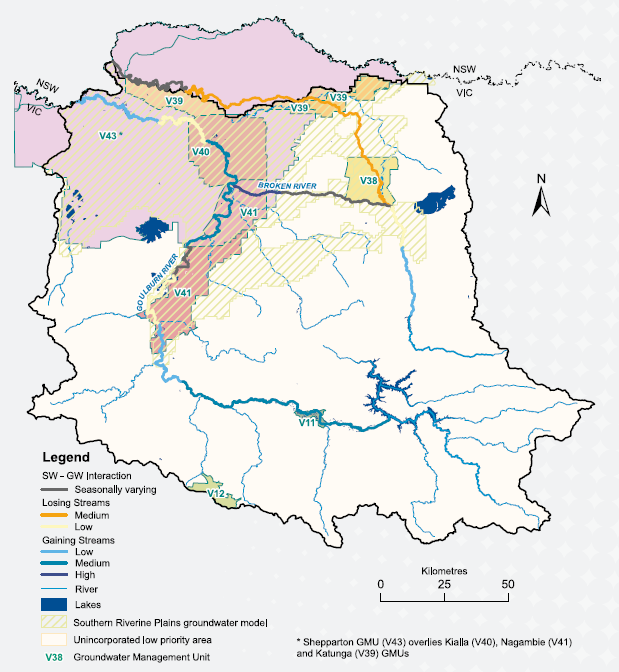 NSW
VIC
NSW
VIC
V39
V39
V39
V43 *
V40
V38
BROKEN RIVER
V41
GOULBURN RIVER
V41
V11
V12
N
Legend
SW – GW Interaction
Seasonally varying
Losing Streams
Medium
Low
Gaining Streams
Low
Medium
High
River
Lakes
Southern Riverine Plains groundwater model
Unincorporated low priority area
V38 Groundwater Management Unit
Kilometres
0 25 50
* Shepparton GMU (V43) overlies Kialla (V40), Nagambie (V41)
and Katunga (V39) GMUs